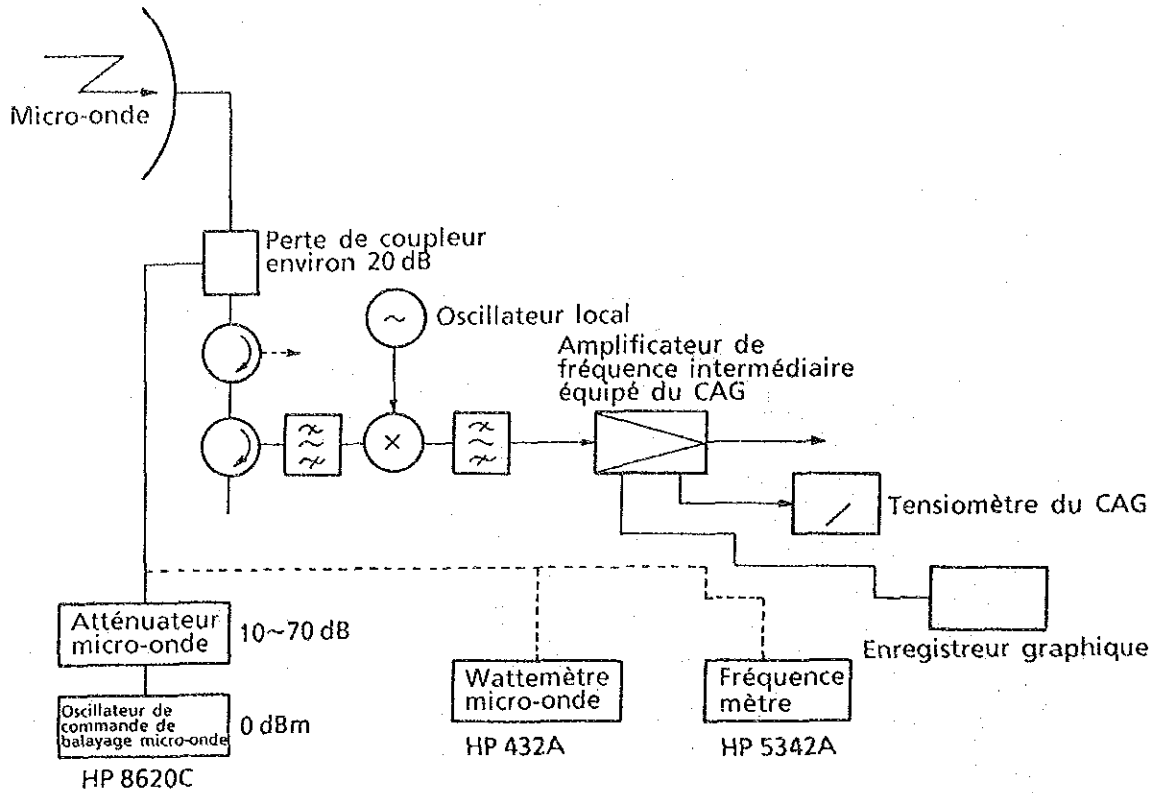 Micro-onde
Perte de coupleur
environ 20 dB
~
Oscillateur local
Amplificateur de
fréquence intermédiaire
équipé du CAG
×
Tensiomètre du CAG
Atténuateur
micro-onde
10~70 dB
Oscillateur de
commande de
balayage micro-onde
0 dBm
HP 8620C
Wattemètre
micro-onde
HP 432A
Fréquence
mètre
HP 5342A
Enregistreur graphique